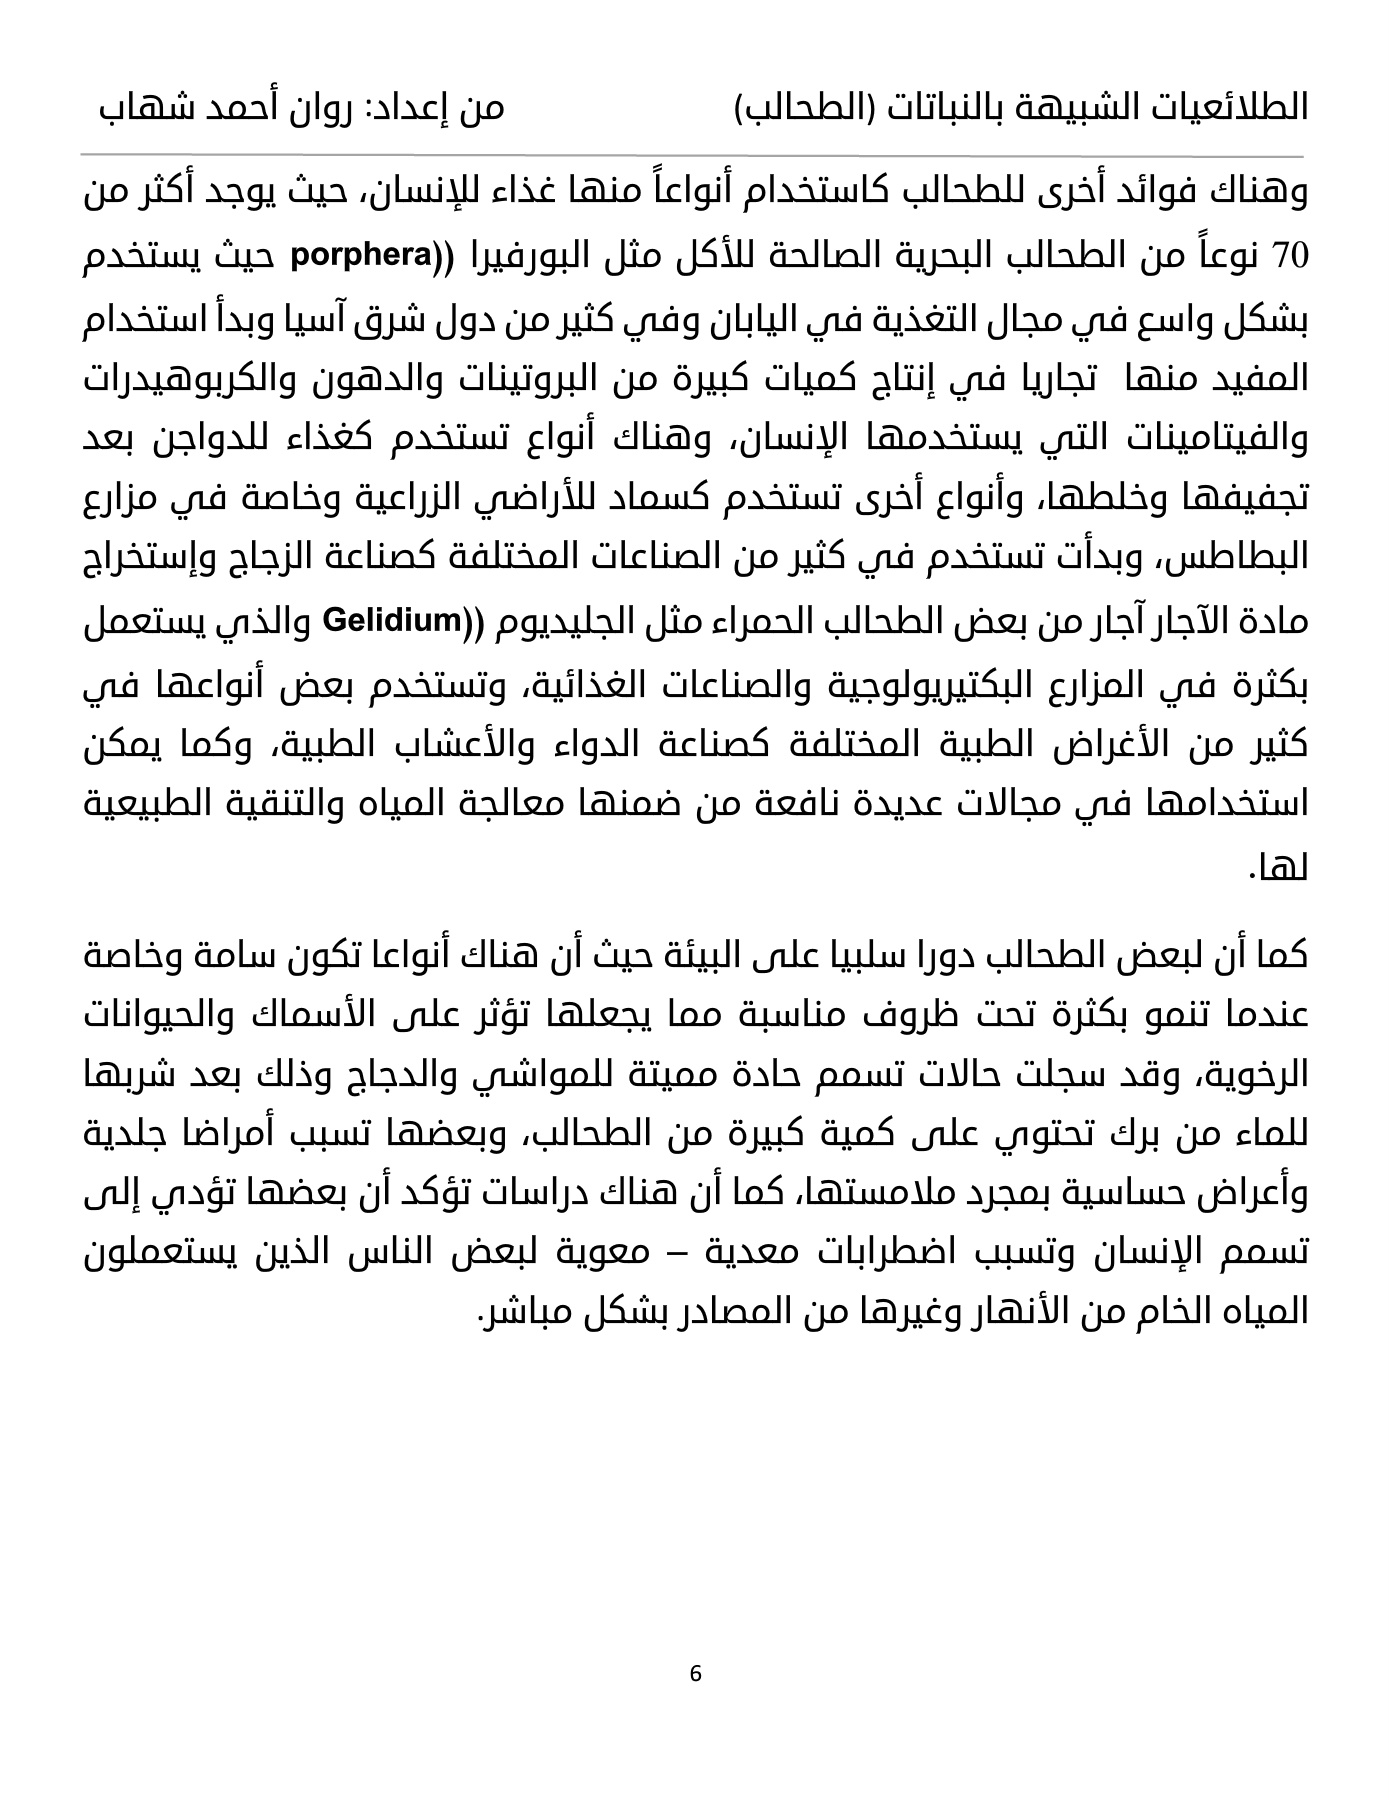 الطلائعيات الشبيهة بالنباتات (الطحالب) من إعداد: روان أحمد شهاب
وهناك فوائد أخرى للطحالب كاستخدام أنواعاً منها غذاء للإنسان، حيث يوجد أكثر من
70 نوعاً من الطحالب البحرية الصالحة للأكل مثل البورفيرا ((porphera حيث يستخدم
بشكل واسع في مجال التغذية في اليابان وفي كثير من دول شرق آسيا وبدأ استخدام
المفيد منها تجاريا في إنتاج كميات كبيرة من البروتينات والدهون والكربوهيدرات
والفيتامينات التي يستخدمها الإنسان، وهناك أنواع تستخدم كغذاء للدواجن بعد
تجفيفها وخلطها، وأنواع أخرى تستخدم كسماد للأراضي الزراعية وخاصة في مزارع
البطاطس، وبدأت تستخدم في كثير من الصناعات المختلفة كصناعة الزجاج وإستخراج
مادة الآجار آجار من بعض الطحالب الحمراء مثل الجليديوم ((Gelidium والذي يستعمل
بكثرة في المزارع البكتيريولوجية والصناعات الغذائية، وتستخدم بعض أنواعها في
كثير من الأغراض الطبية المختلفة كصناعة الدواء والأعشاب الطبية، وكما يمكن
استخدامها في مجالات عديدة نافعة من ضمنها معالجة المياه والتنقية الطبيعية
لها.
كما أن لبعض الطحالب دورا سلبيا على البيئة حيث أن هناك أنواعا تكون سامة وخاصة
عندما تنمو بكثرة تحت ظروف مناسبة مما يجعلها تؤثر على الأسماك والحيوانات
الرخوية، وقد سجلت حالات تسمم حادة مميتة للمواشي والدجاج وذلك بعد شربها
للماء من برك تحتوي على كمية كبيرة من الطحالب، وبعضها تسبب أمراضا جلدية
وأعراض حساسية بمجرد ملامستها، كما أن هناك دراسات تؤكد أن بعضها تؤدي إلى
تسمم الإنسان وتسبب اضطرابات معدية – معوية لبعض الناس الذين يستعملون
المياه الخام من الأنهار وغيرها من المصادر بشكل مباشر.
6